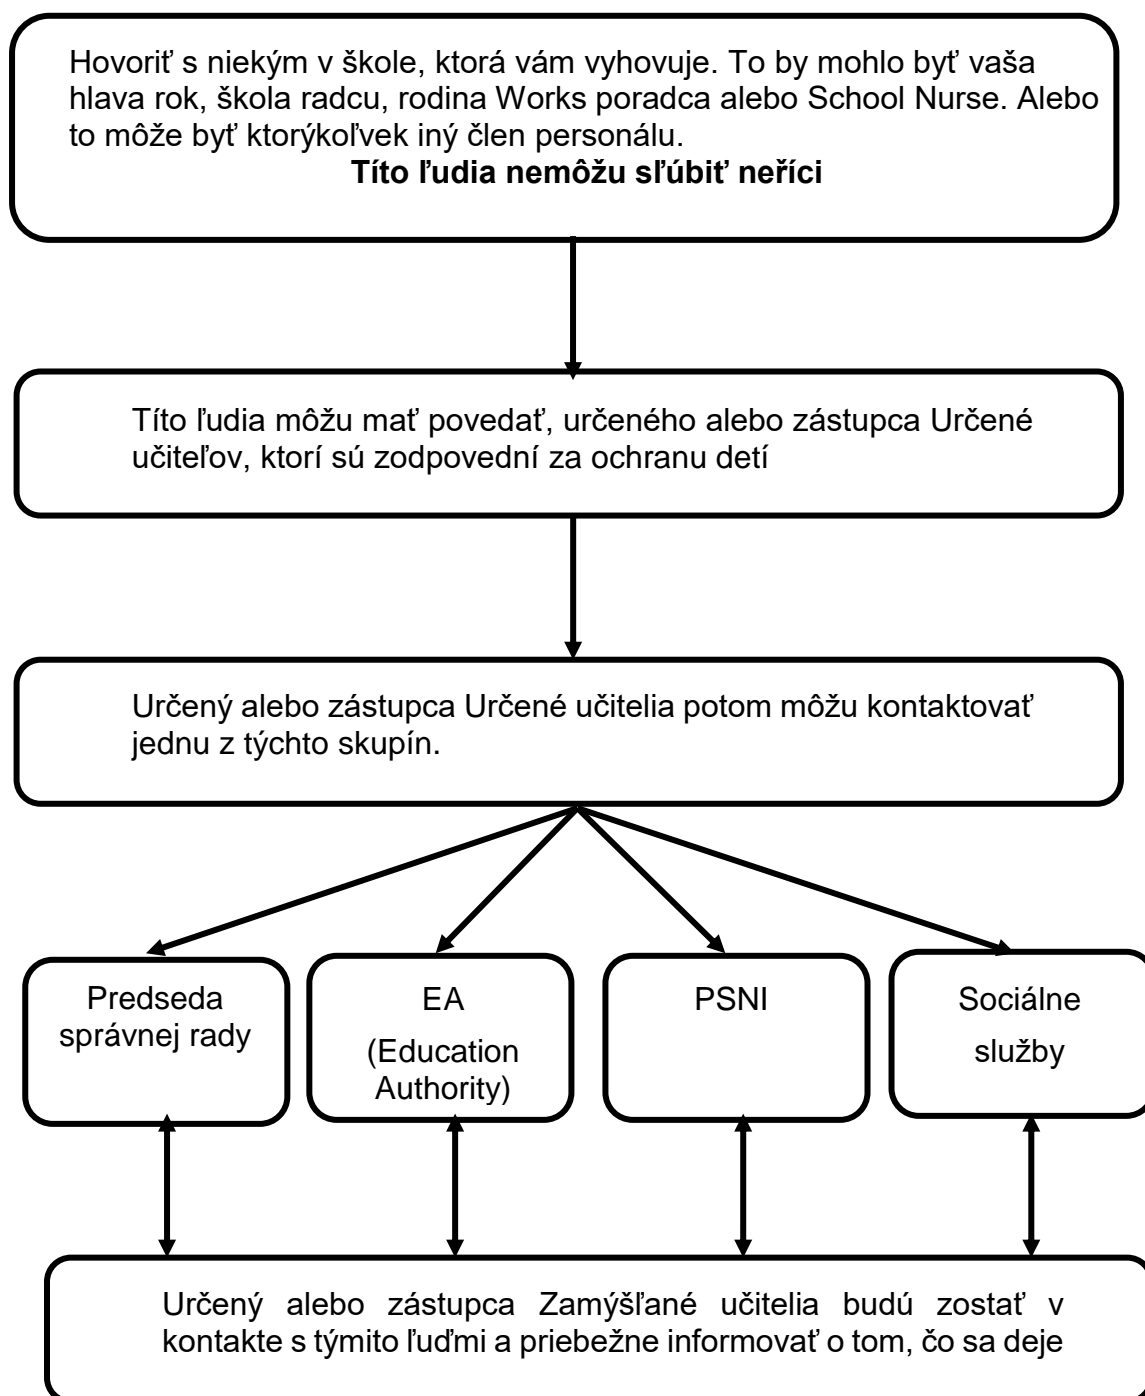 Hovoriť s niekým v škole, ktorá vám vyhovuje. To by mohlo byť vaša
hlava rok, škola radcu, rodina Works poradca alebo School Nurse. Alebo
to môže byť ktorýkoľvek iný člen personálu.
Títo ľudia nemôžu sľúbiť neříci
Títo ľudia môžu mať povedať, určeného alebo zástupca Určené
učiteľov, ktorí sú zodpovední za ochranu detí
Určený alebo zástupca Určené učitelia potom môžu kontaktovať
jednu z týchto skupín.
Predseda
správnej rady
EA
(Education
Authority)
PSNI
Sociálne
služby
Určený alebo zástupca Zamýšľané učitelia budú zostať v
kontakte s týmito ľuďmi a priebežne informovať o tom, čo sa deje